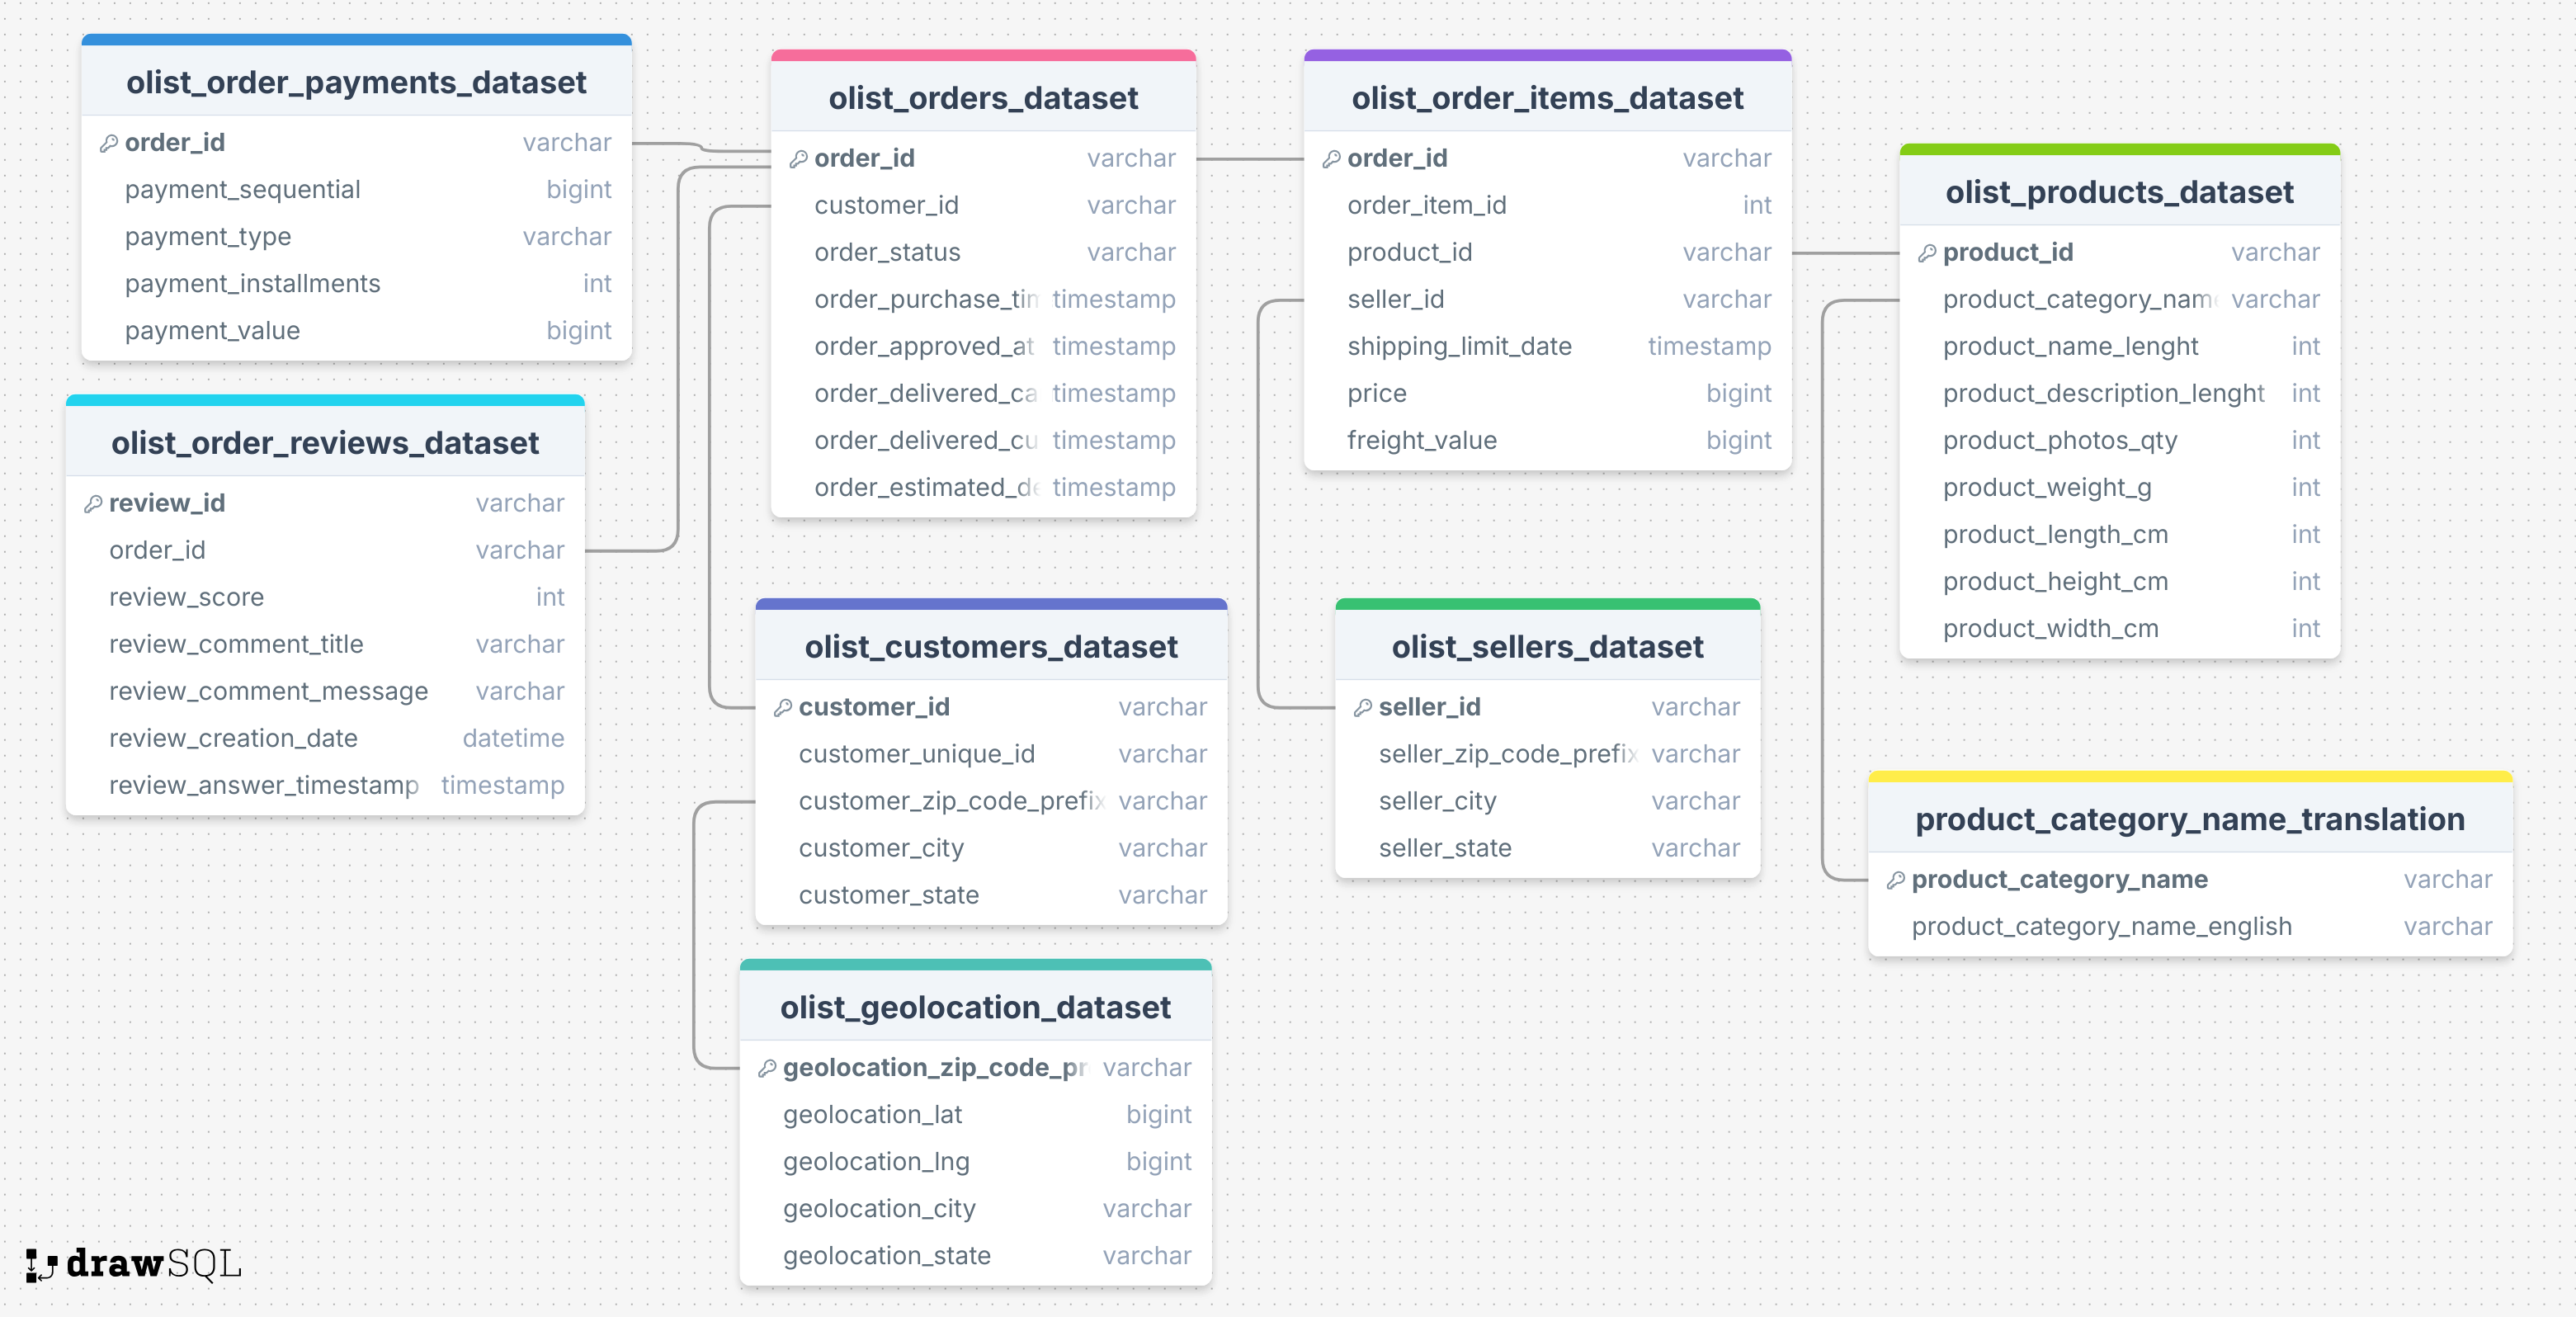 olist_order_payments_dataset
order_id varchar
payment_sequential bigint
payment_type varchar
payment_installments int
payment_value bigint
olist_order_reviews_dataset
review_id varchar
order_id varchar
review_score int
review_comment_title varchar
review_comment_message varchar
review_creation_date datetime
review_answer_timestamp timestamp
olist_orders_dataset
order_id varchar
customer_id varchar
order_status varchar
order_purchase_tim timestamp
order_approved_at timestamp
order_delivered_ca timestamp
order_delivered_cu timestamp
order_estimated_de timestamp
olist_customers_dataset
customer_id varchar
customer_unique_id varchar
customer_zip_code_prefix varchar
customer_city varchar
customer_state varchar
olist_geolocation_dataset
geolocation_zip_code_pr varchar
geolocation_lat bigint
geolocation_lng bigint
geolocation_city varchar
geolocation_state varchar
olist_order_items_dataset
order_id varchar
order_item_id int
product_id varchar
seller_id varchar
shipping_limit_date timestamp
price bigint
freight_value bigint
olist_sellers_dataset
seller_id varchar
seller_zip_code_prefix varchar
seller_city varchar
seller_state varchar
olist_products_dataset
product_id varchar
product_category_name varchar
product_name_lenght int
product_description_lenght int
product_photos_qty int
product_weight_g int
product_length_cm int
product_height_cm int
product_width_cm int
product_category_name_translation
product_category_name varchar
product_category_name_english varchar
drawSQL